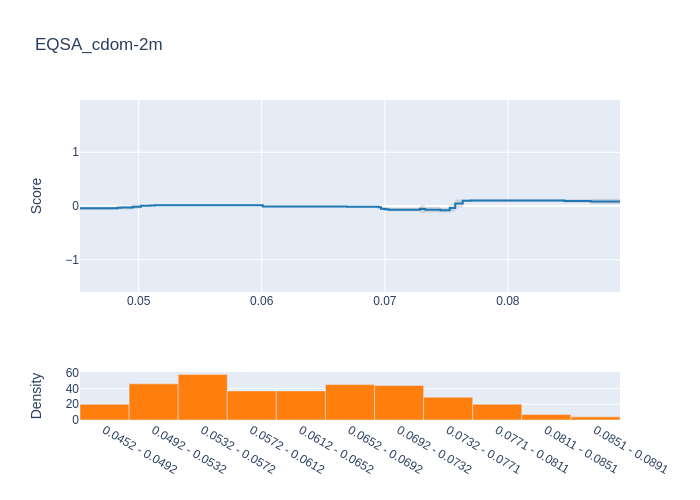 EQSA_cdom-2m
Score
1
0
−1
0.05
0.06
0.07
0.08
Density
60
40
20
0
0.0452 - 0.0492
0.0492 - 0.0532
0.0532 - 0.0572
0.0572 - 0.0612
0.0612 - 0.0652
0.0652 - 0.0692
0.0692 - 0.0732
0.0732 - 0.0771
0.0771 - 0.0811
0.0811 - 0.0851
0.0851 - 0.0891